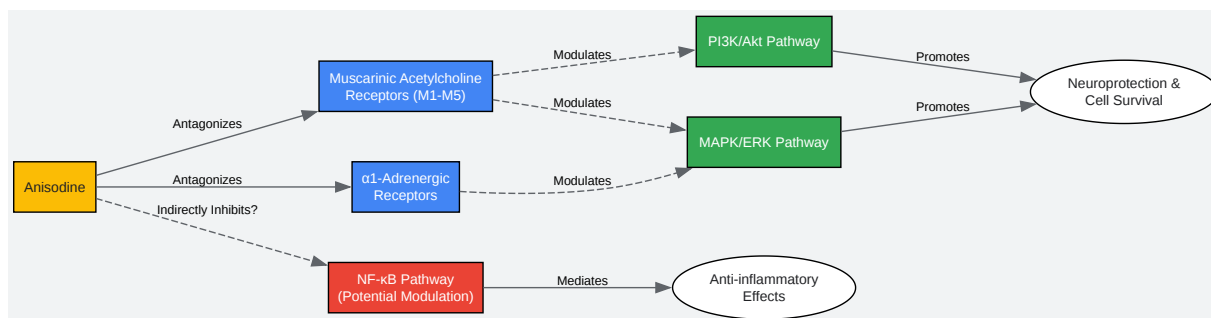 Anisodine
Antagonizes
Muscarinic Acetylcholine
Receptors (M1-M5)
Antagonizes
α1-Adrenergic
Receptors
Indirectly Inhibits?
NF-κB Pathway
(Potential Modulation)
Modulates
PI3K/Akt Pathway
Modulates
MAPK/ERK Pathway
Modulates
Promotes
Promotes
Neuroprotection &
Cell Survival
Mediates
Anti-inflammatory
Effects